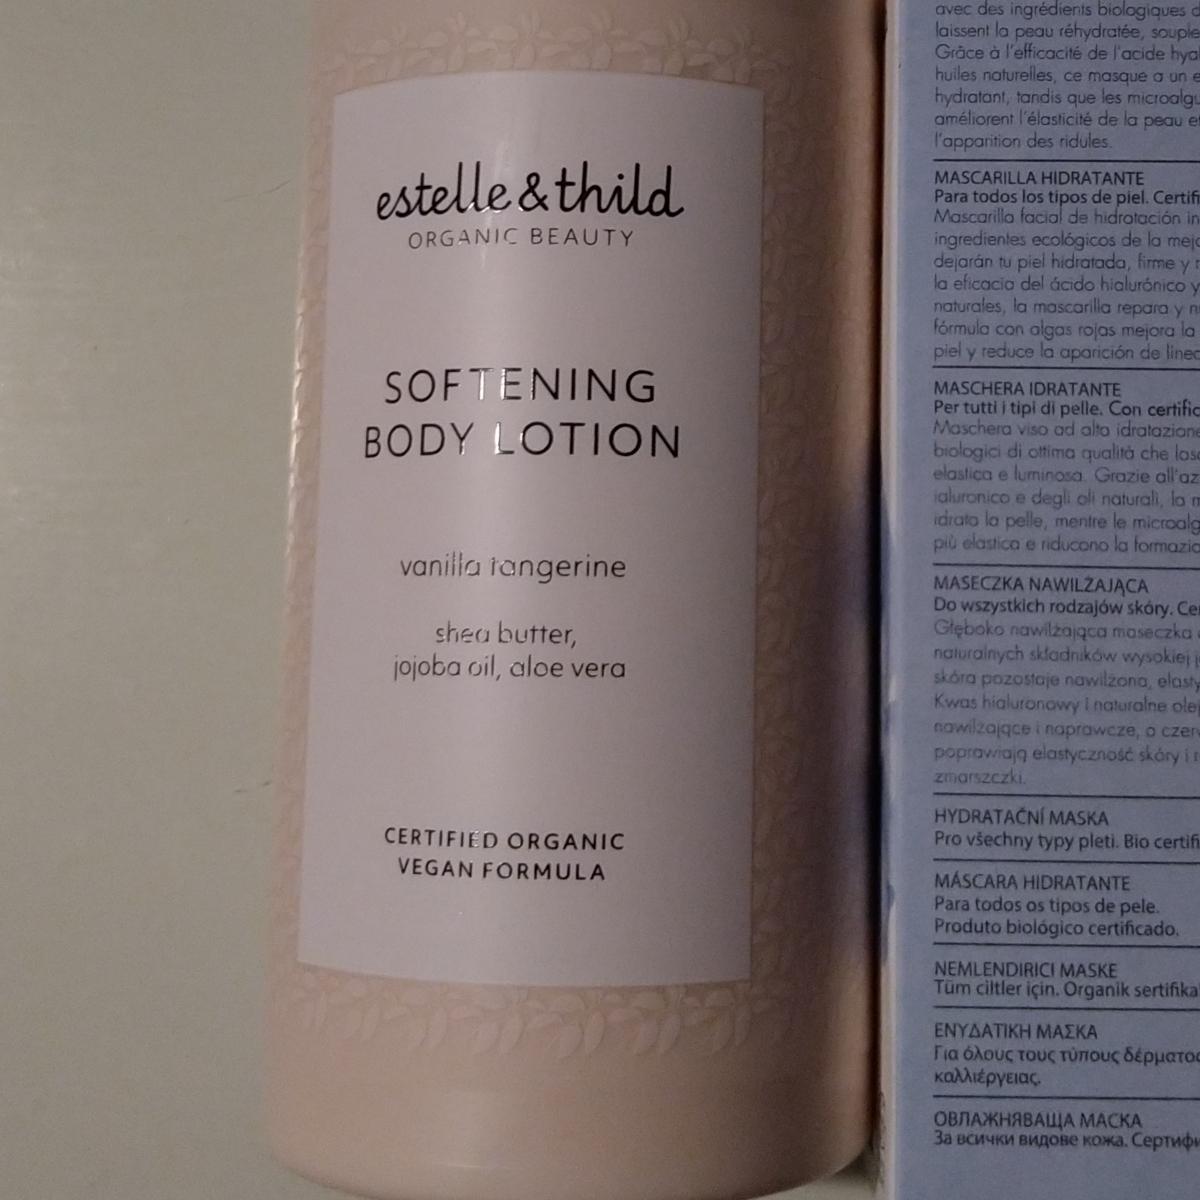 estelle & thild
ORGANIC BEAUTY
SOFTENING
BODY LOTION
vanilla tangerine
shea butter,
jojoba oil, aloe vera
CERTIFIED ORGANIC
VEGAN FORMULA
avec des ingrédients biologiques
laissent la peau réhydratée,
Grâce à l'efficacité de l'acide
huiles naturelles, ce masque a un
hydratant, tandis que les
améliorent l'élasticité de la peau
l'apparition des ridules.
MASCARILLA HIDRATANTE
Para todos los tipos de piel.
Mascarilla facial de hidratación
ingredientes ecológicos de la
dejarán tu piel hidratada, firme y
la eficacia del ácido hialurónico y
naturales, la mascarilla repara y
fórmula con algas rojas mejora la
piel y reduce la aparición de
MASCHERA IDRATANTE
Per tutti i tipi di pelle. Con
Maschera viso ad alta idratazione
biologici di ottima qualità che
elastica e luminosa. Grazie
ialuronico e degli oli naturali, la
idrata la pelle, mentre le
più elastica e riducono la
MASECZKA NAWILŻAJĄCA
Do wszystkich rodzajów skóry.
Głęboko nawilżająca maseczka
naturalnych składników wysokiej
skóra pozostaje nawilżona,
Kwas hialuronowy i naturalne
nawilżające i naprawcze, a
poprawiają elastyczność skóry i
zmarszczki.
HYDRATAČNÍ MASKA
Pro všechny typy pleti. Bio
MÁSCARA HIDRATANTE
Para todos os tipos de pele.
Produto biológico certificado.
NEMLENDIRICI MASKE
Tüm ciltler için. Organik
ΕΝΥΔΑΤΙΚΗ ΜΑΣΚΑ
Για όλους τους τύπους
καλλιέργειας.
ОВЛАЖНЯВАЩА МАСКА
За всички видове кожа.